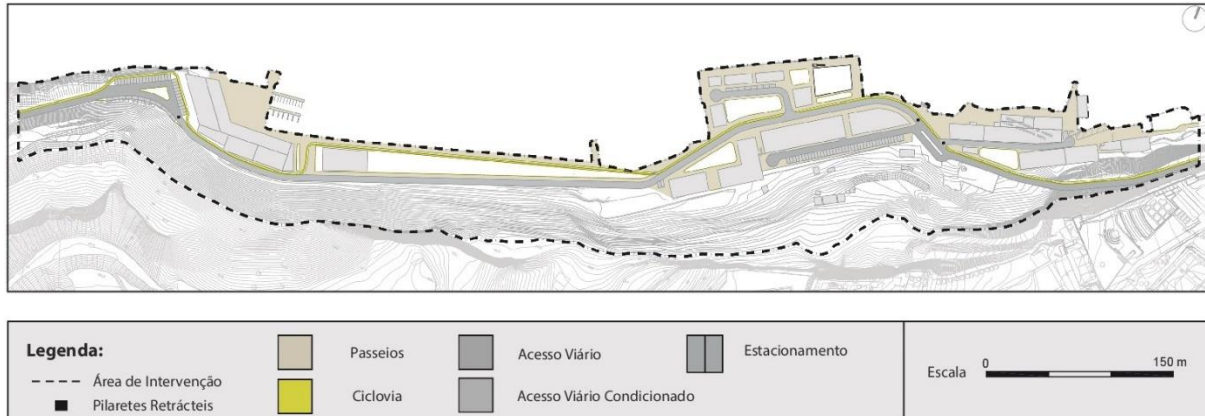 Legenda:
Área de Intervenção
Pilaretes Retrácteis
Passeios
Ciclovia
Acesso Viário
Acesso Viário Condicionado
Estacionamento
Escala
0 150 m